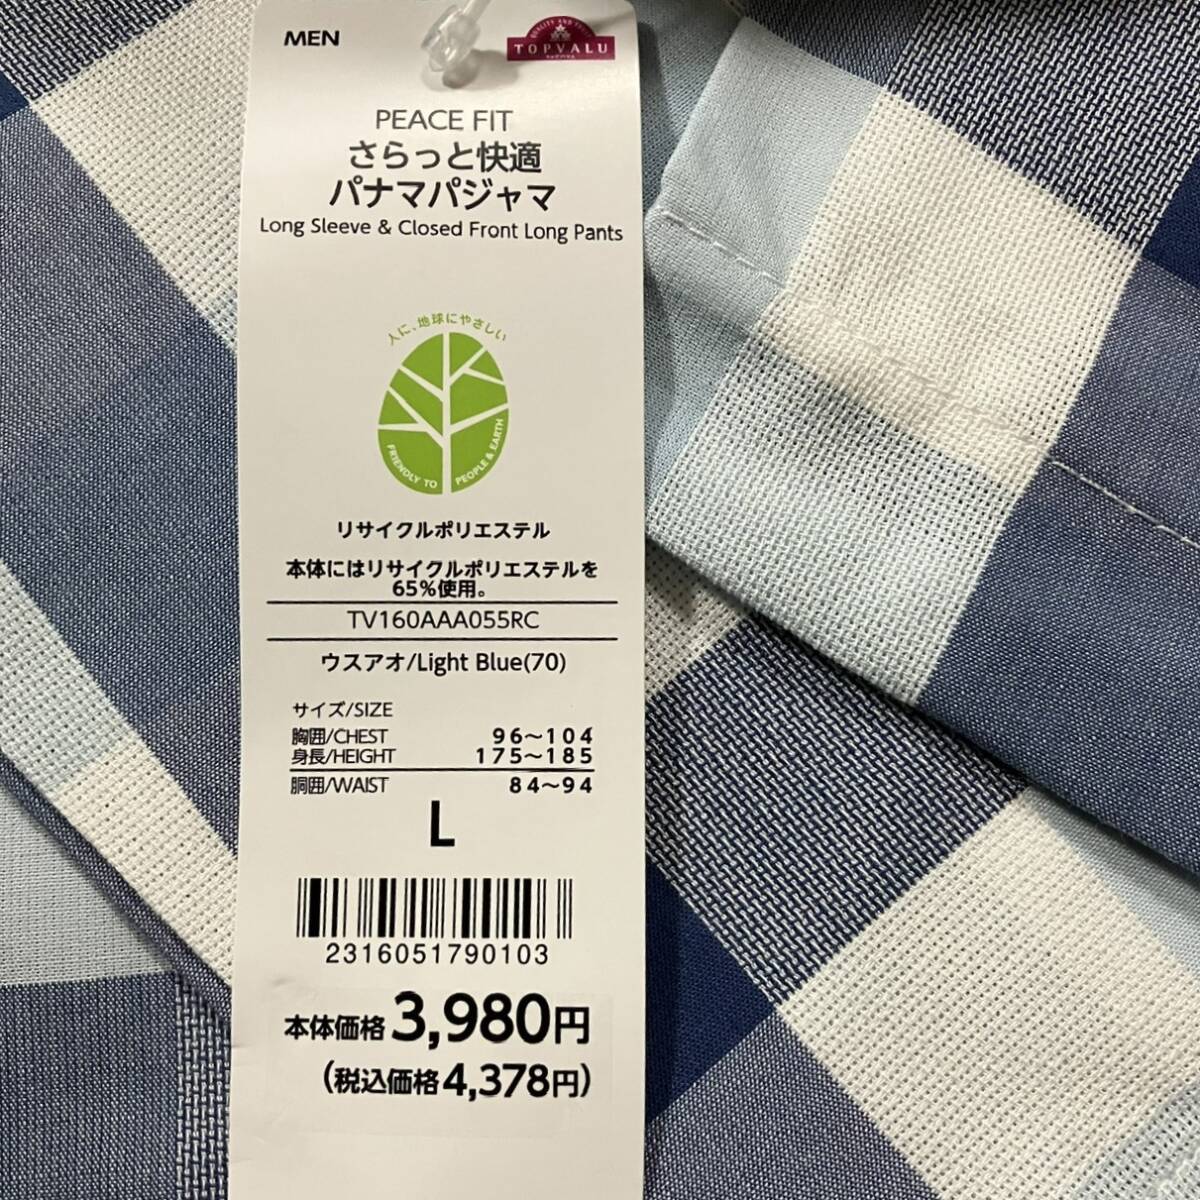 MEN
QUALITY AND TRUST
TOPVALU
PEACE FIT
さらっと快適
パナマパジャマ
Long Sleeve & Closed Front Long Pants
人に、地球にやさしい
FRIENDLY TO PEOPLE & EARTH
リサイクルポリエステル
本体にはリサイクルポリエステルを
65%使用。
TV160AAA055RC
ウスアオ/Light Blue(70)
サイズ/SIZE
胸囲/CHEST 96〜104
身長/HEIGHT 175〜185
胴囲/WAIST 84〜94
L
2316051790103
本体価格3,980円
(税込価格4,378円)